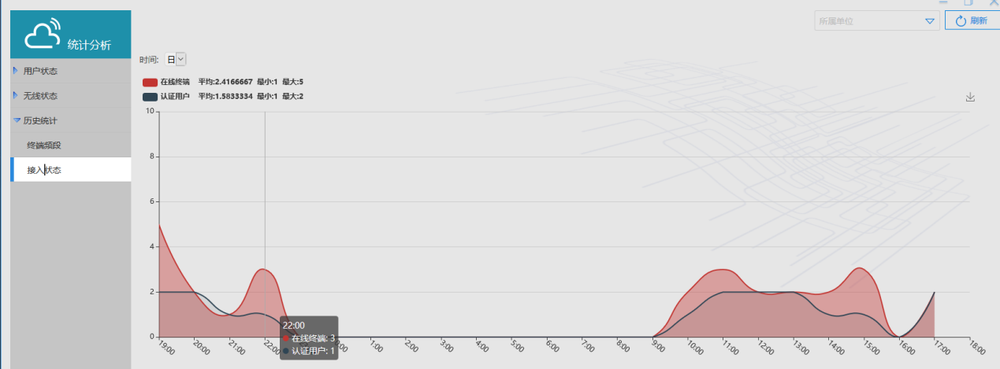 统计分析
用户状态
无线状态
历史统计
终端频段
接入状态
所属单位
刷新
时间: 日
在线终端 平均:2.4166667 最小:1 最大:5
认证用户 平均:1.5833334 最小:1 最大:2
10
8
6
4
2
0
22:00
在线终端: 3
认证用户: 1
19:00 20:00 21:00 22:00 1:00 2:00 3:00 4:00 5:00 6:00 7:00 8:00 9:00 10:00 11:00 12:00 13:00 14:00 15:00 16:00 17:00 18:00